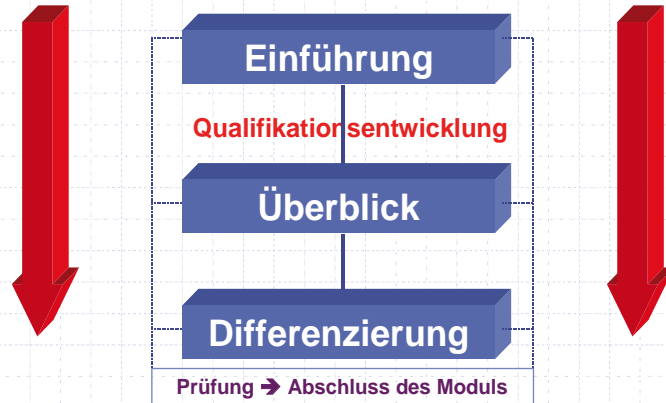 Einführung
Qualifikationsentwicklung
Überblick
Differenzierung
Prüfung ➔ Abschluss des Moduls